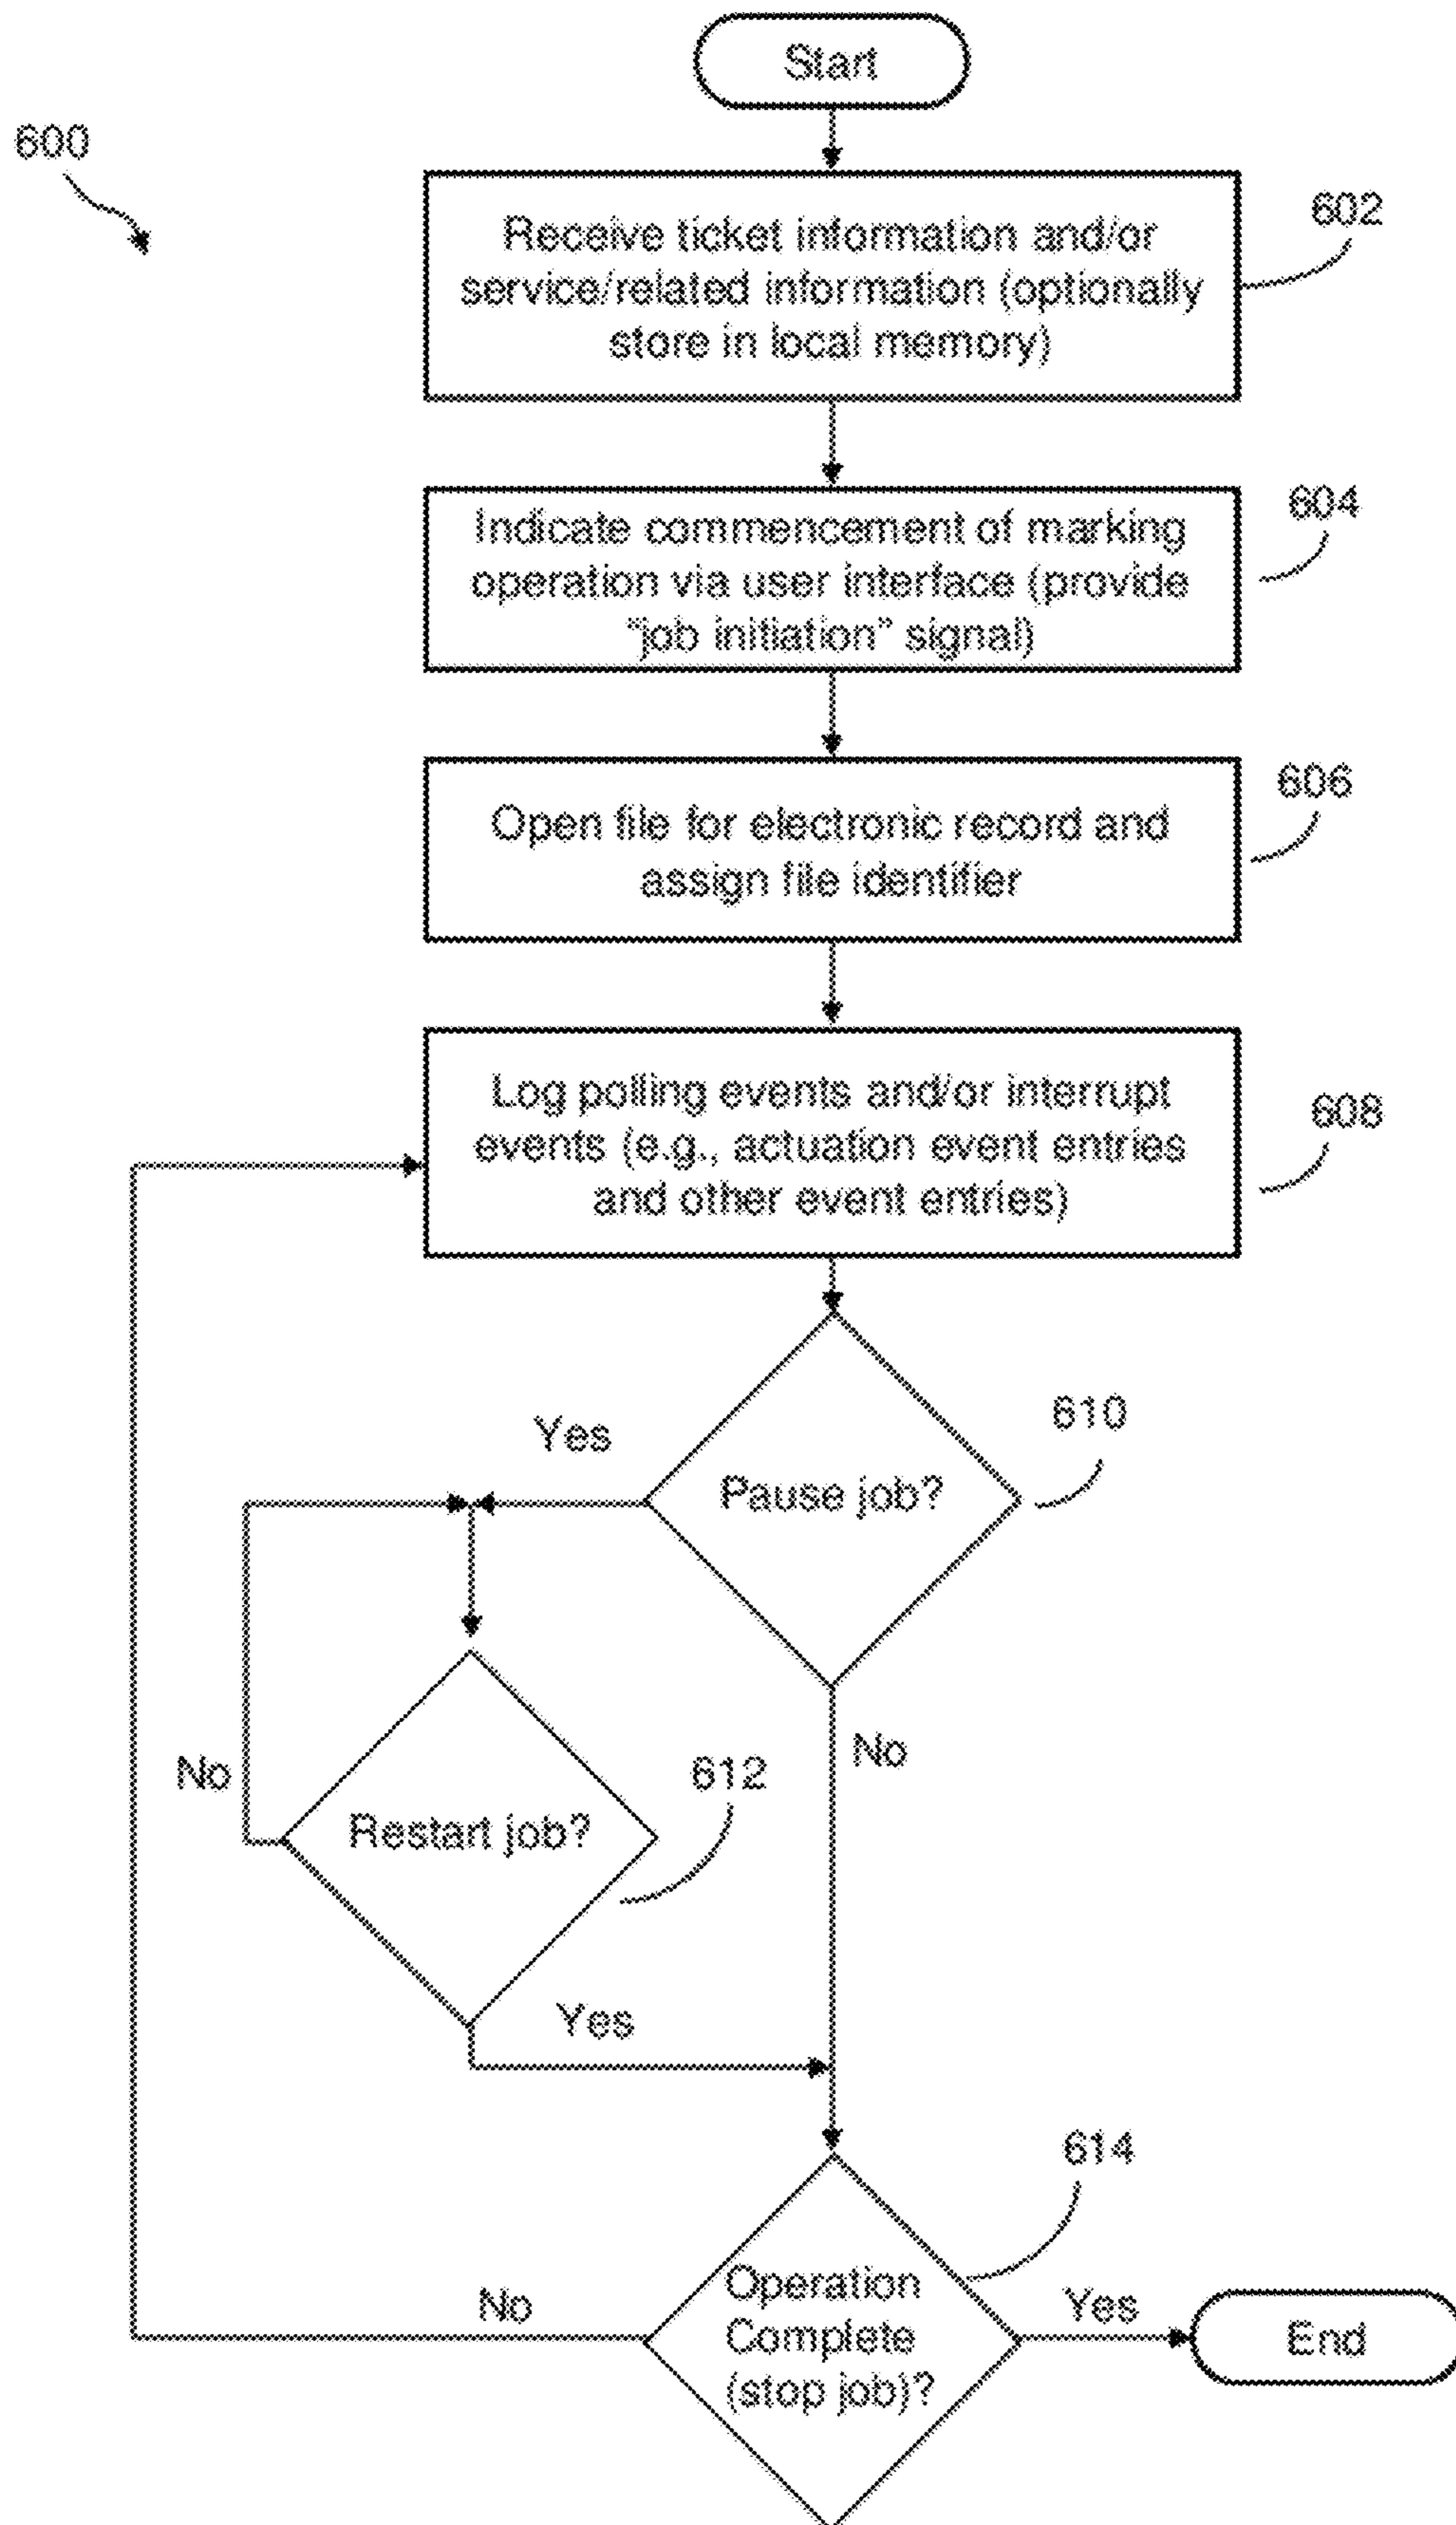 Start
600
602
Receive ticket information and/or
service/related information (optionally
store in local memory)
604
Indicate commencement of marking
operation via user interface (provide
"job initiation" signal)
606
Open file for electronic record and
assign file identifier
608
Log polling events and/or interrupt
events (e.g., actuation event entries
and other event entries)
610
Yes
Pause job?
No
No
612
Restart job?
Yes
614
No
Operation
Complete
(stop job)?
Yes
End